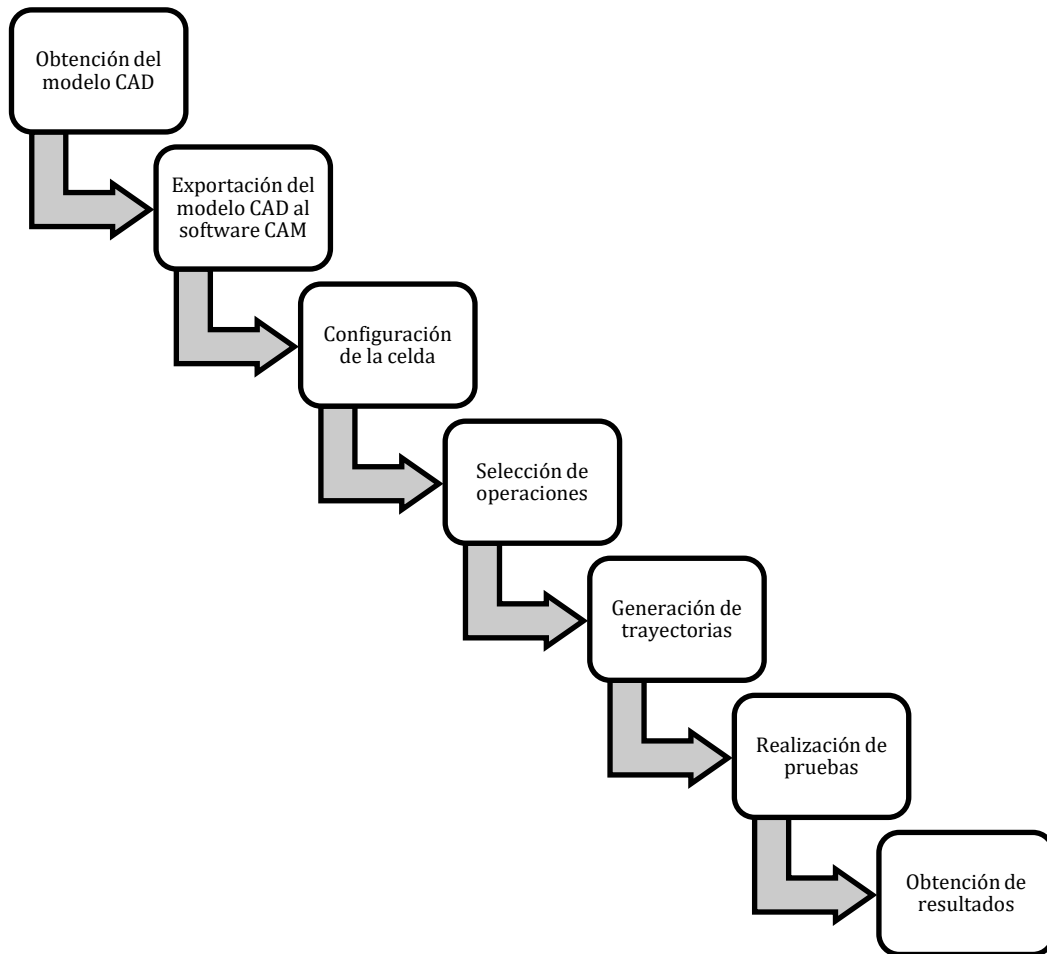 Obtención del
modelo CAD
Exportación del
modelo CAD al
software CAM
Configuración
de la celda
Selección de
operaciones
Generación de
trayectorias
Realización de
pruebas
Obtención de
resultados